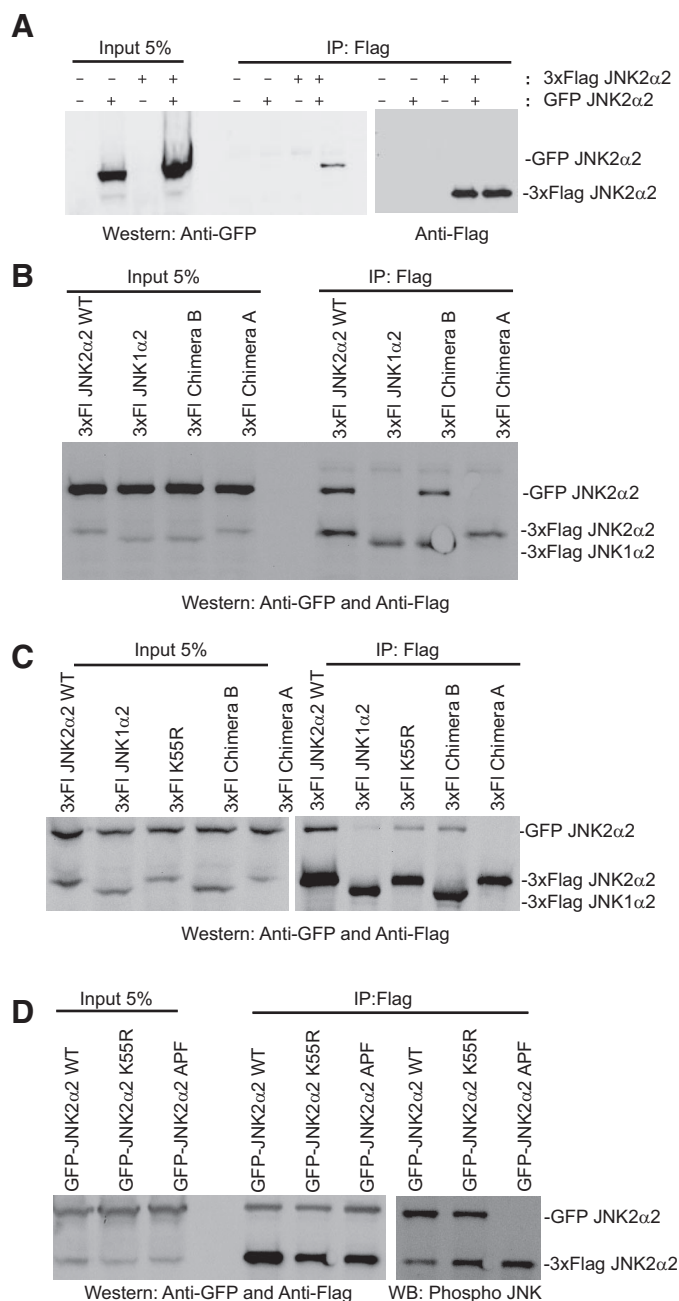 A
Input 5%
IP: Flag
– – + + – – + + – – + + : 3xFlag JNK2α2
– + – + – + – + – + – + : GFP JNK2α2
-GFP JNK2α2
-3xFlag JNK2α2
Western: Anti-GFP
Anti-Flag
B
Input 5%
IP: Flag
3xFl JNK2α2 WT
3xFl JNK1α2
3xFl Chimera B
3xFl Chimera A
3xFl JNK2α2 WT
3xFl JNK1α2
3xFl Chimera B
3xFl Chimera A
-GFP JNK2α2
-3xFlag JNK2α2
-3xFlag JNK1α2
Western: Anti-GFP and Anti-Flag
C
Input 5%
IP: Flag
3xFl JNK2α2 WT
3xFl JNK1α2
3xFl K55R
3xFl Chimera B
3xFl Chimera A
3xFl JNK2α2 WT
3xFl JNK1α2
3xFl K55R
3xFl Chimera B
3xFl Chimera A
-GFP JNK2α2
-3xFlag JNK2α2
-3xFlag JNK1α2
Western: Anti-GFP and Anti-Flag
D
Input 5%
IP:Flag
GFP-JNK2α2 WT
GFP-JNK2α2 K55R
GFP-JNK2α2 APF
GFP-JNK2α2 WT
GFP-JNK2α2 K55R
GFP-JNK2α2 APF
GFP-JNK2α2 WT
GFP-JNK2α2 K55R
GFP-JNK2α2 APF
-GFP JNK2α2
-3xFlag JNK2α2
Western: Anti-GFP and Anti-Flag
WB: Phospho JNK